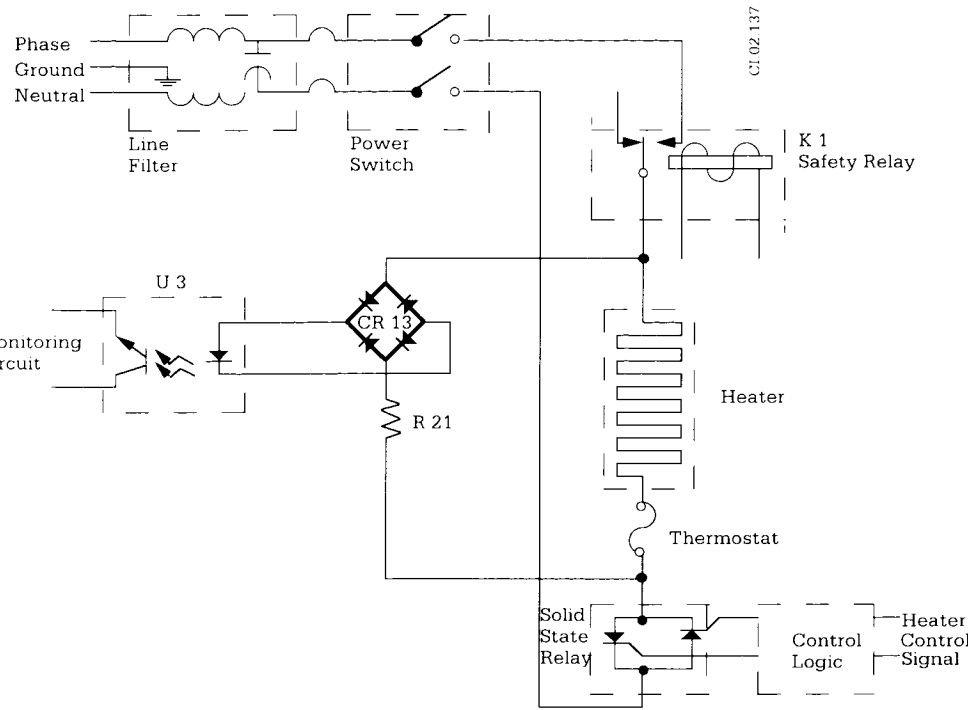 Phase
Ground
Neutral
Line
Filter
Power
Switch
CI.02.137
K 1
Safety Relay
U 3
CR 13
onitoring
rcuit
R 21
Heater
Thermostat
Solid
State
Relay
Control
Logic
Heater
Control
Signal